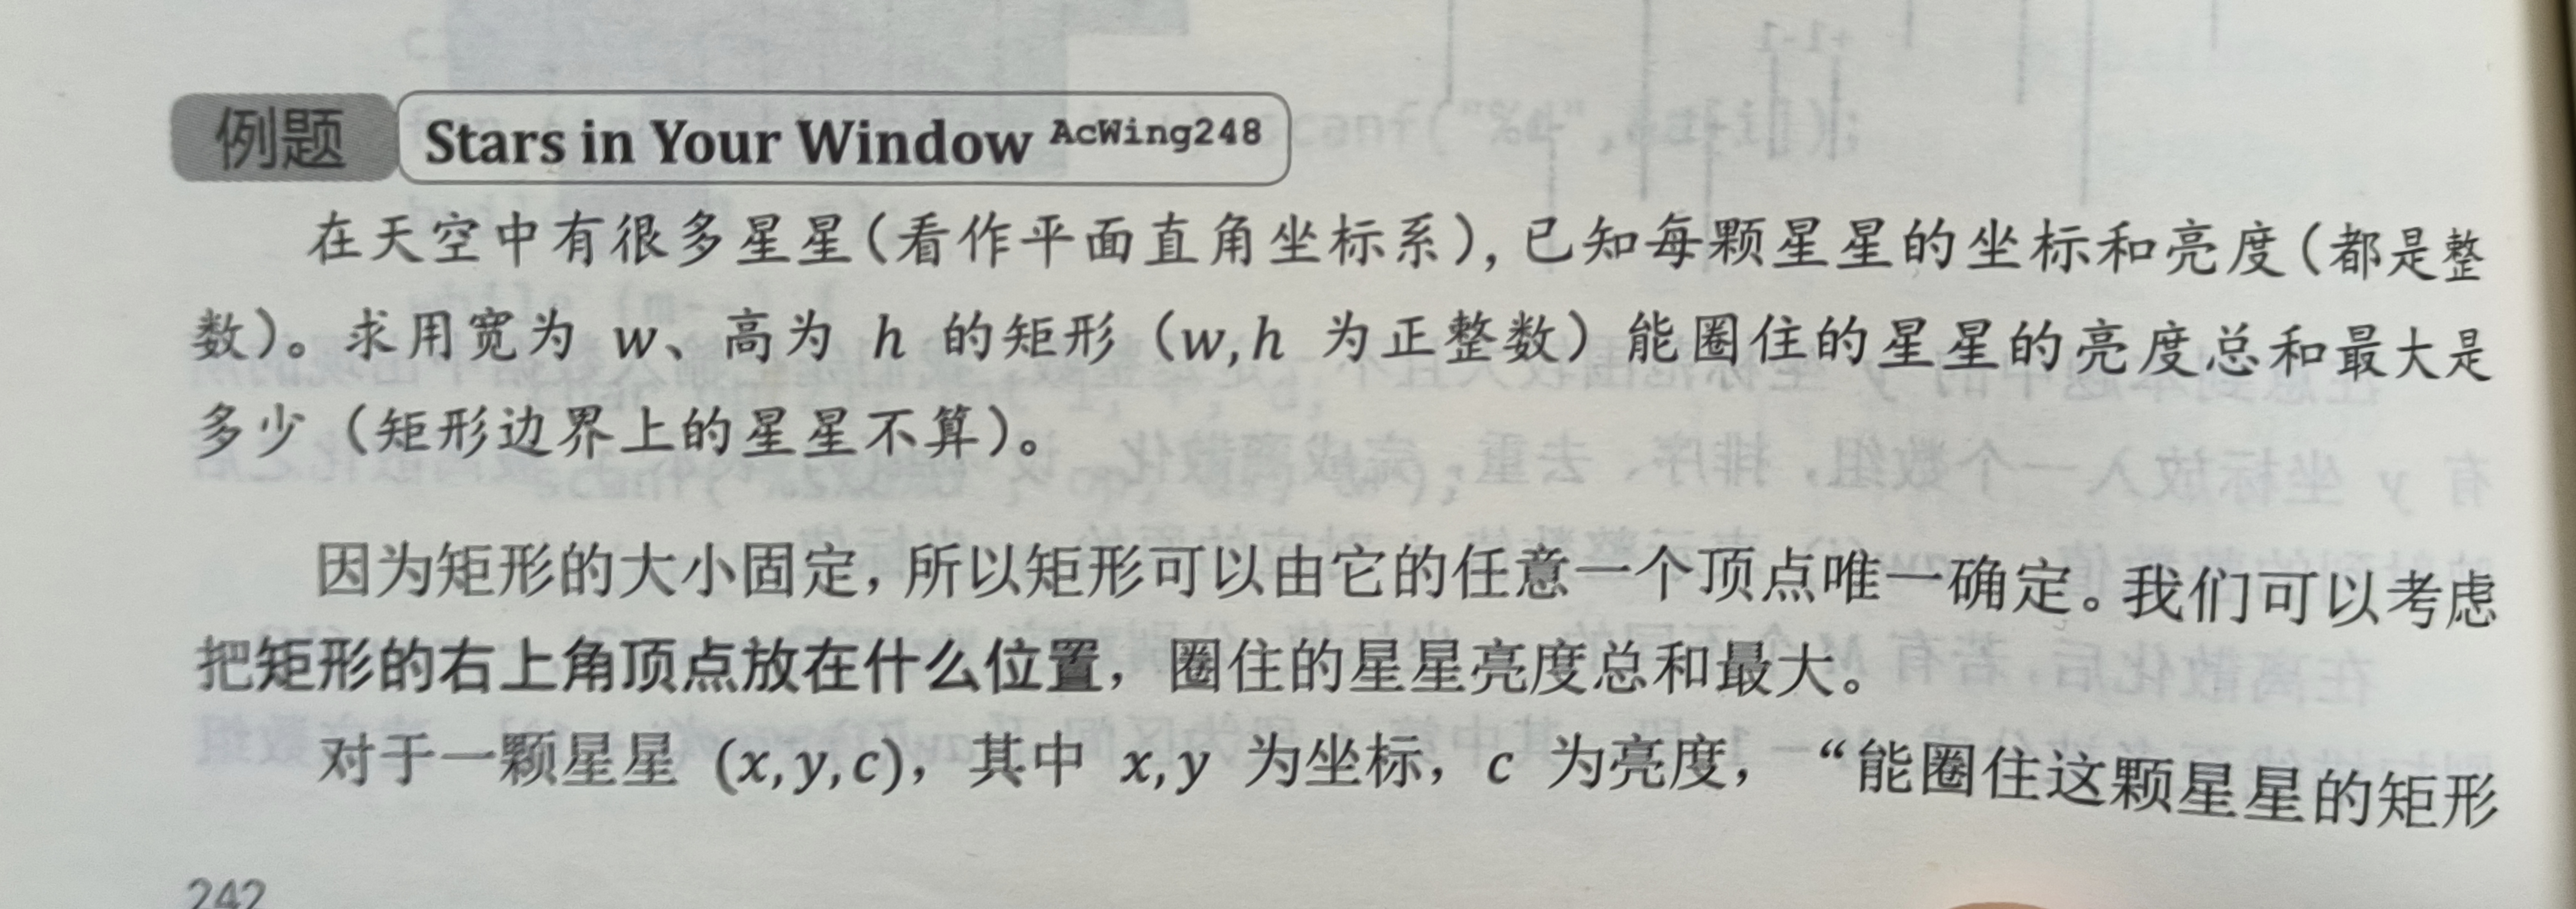 例题 Stars in Your Window AcWing248
在天空中有很多星星(看作平面直角坐标系),已知每颗星星的坐标和亮度(都是整
数)。求用宽为 w、高为 h 的矩形（w,h 为正整数）能圈住的星星的亮度总和最大是
多少（矩形边界上的星星不算）。
因为矩形的大小固定,所以矩形可以由它的任意一个顶点唯一确定。我们可以考虑
把矩形的右上角顶点放在什么位置，圈住的星星亮度总和最大。
对于一颗星星 (x,y,c)，其中 x,y 为坐标，c 为亮度，“能圈住这颗星星的矩形
242